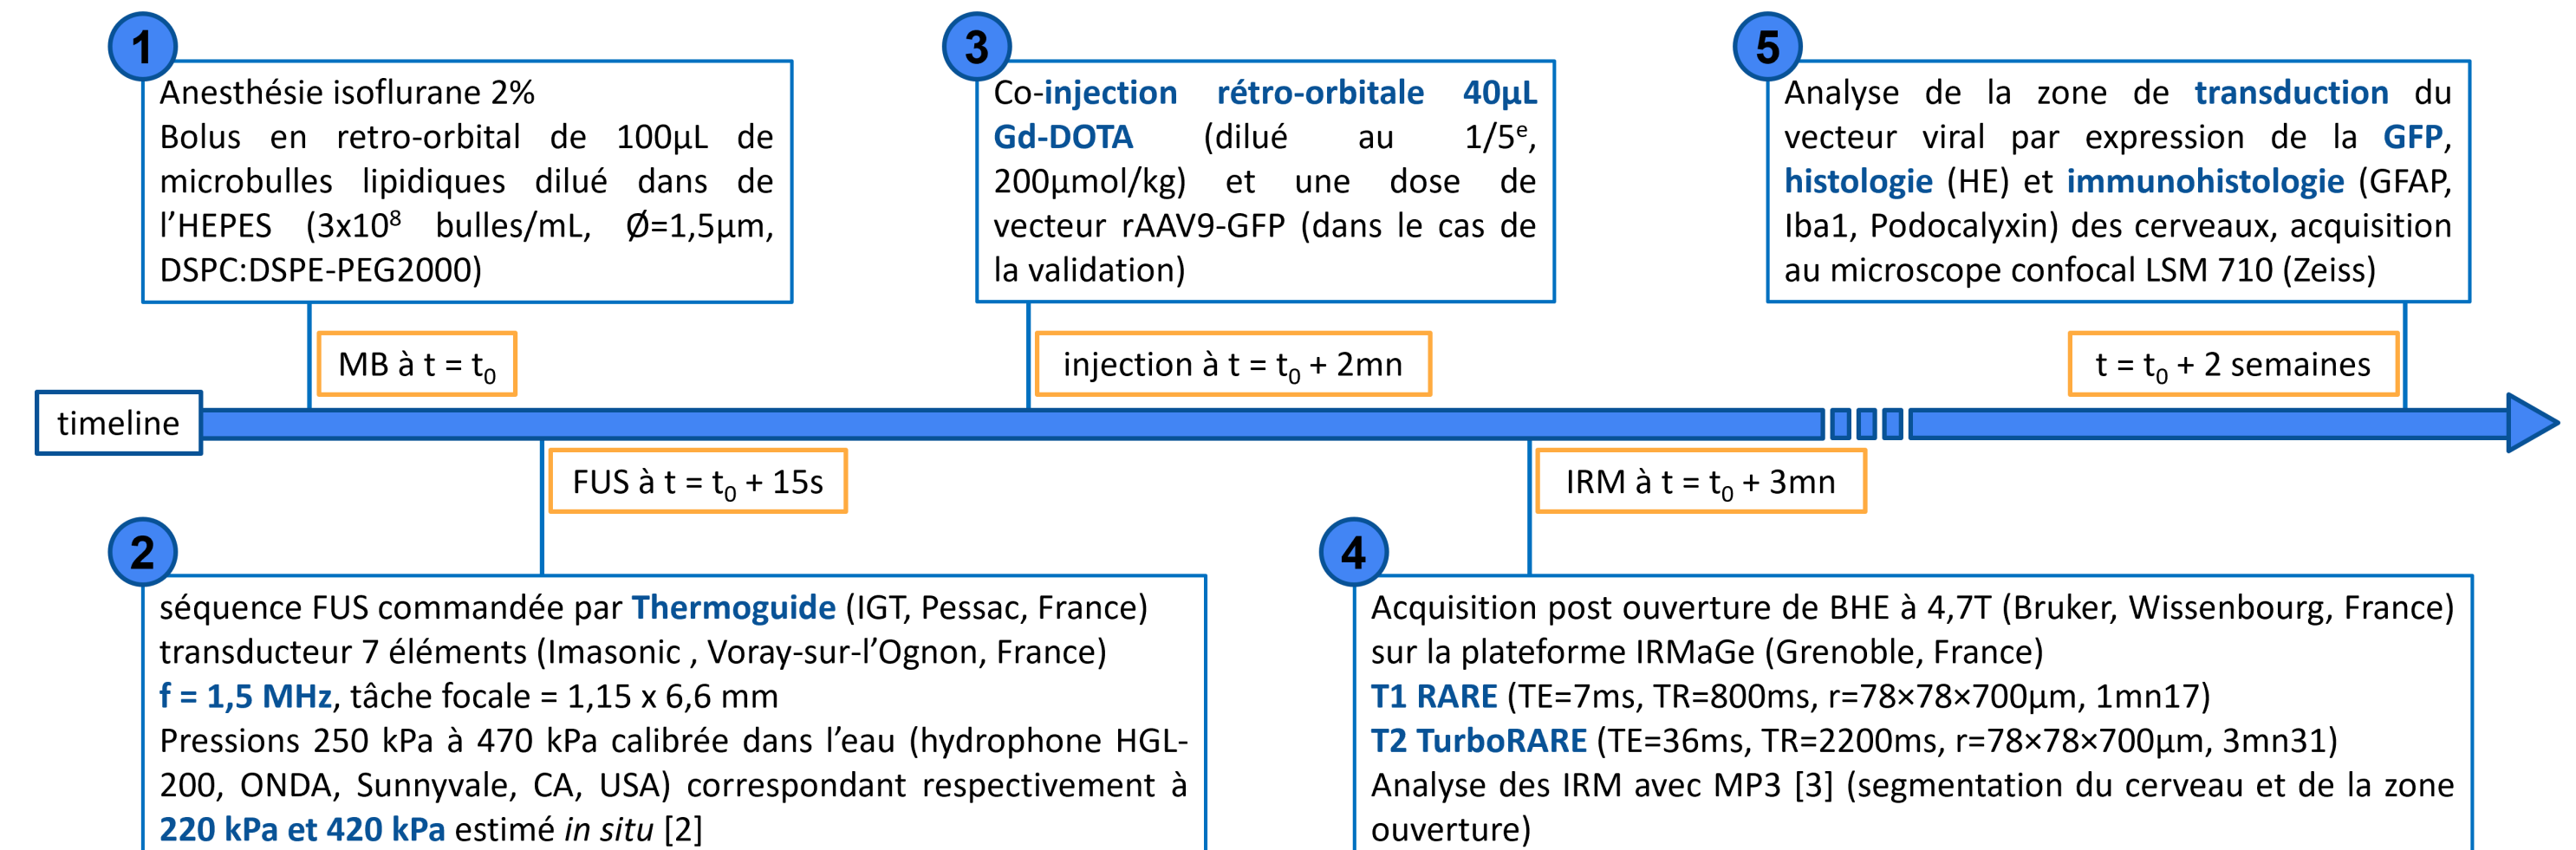 1
Anesthésie isoflurane 2%
Bolus en retro-orbital de 100µL de
microbulles lipidiques dilué dans de
l’HEPES (3x10⁸ bulles/mL, Ø=1,5µm,
DSPC:DSPE-PEG2000)
3
Co-injection rétro-orbitale 40µL
Gd-DOTA (dilué au 1/5ᵉ,
200µmol/kg) et une dose de
vecteur rAAV9-GFP (dans le cas de
la validation)
5
Analyse de la zone de transduction du
vecteur viral par expression de la GFP,
histologie (HE) et immunohistologie (GFAP,
Iba1, Podocalyxin) des cerveaux, acquisition
au microscope confocal LSM 710 (Zeiss)
MB à t = t₀
injection à t = t₀ + 2mn
t = t₀ + 2 semaines
timeline
FUS à t = t₀ + 15s
IRM à t = t₀ + 3mn
2
séquence FUS commandée par Thermoguide (IGT, Pessac, France)
transducteur 7 éléments (Imasonic , Voray-sur-l’Ognon, France)
f = 1,5 MHz, tâche focale = 1,15 x 6,6 mm
Pressions 250 kPa à 470 kPa calibrée dans l’eau (hydrophone HGL-
200, ONDA, Sunnyvale, CA, USA) correspondant respectivement à
220 kPa et 420 kPa estimé in situ [2]
4
Acquisition post ouverture de BHE à 4,7T (Bruker, Wissenbourg, France)
sur la plateforme IRMaGe (Grenoble, France)
T1 RARE (TE=7ms, TR=800ms, r=78×78×700µm, 1mn17)
T2 TurboRARE (TE=36ms, TR=2200ms, r=78×78×700µm, 3mn31)
Analyse des IRM avec MP3 [3] (segmentation du cerveau et de la zone
ouverture)